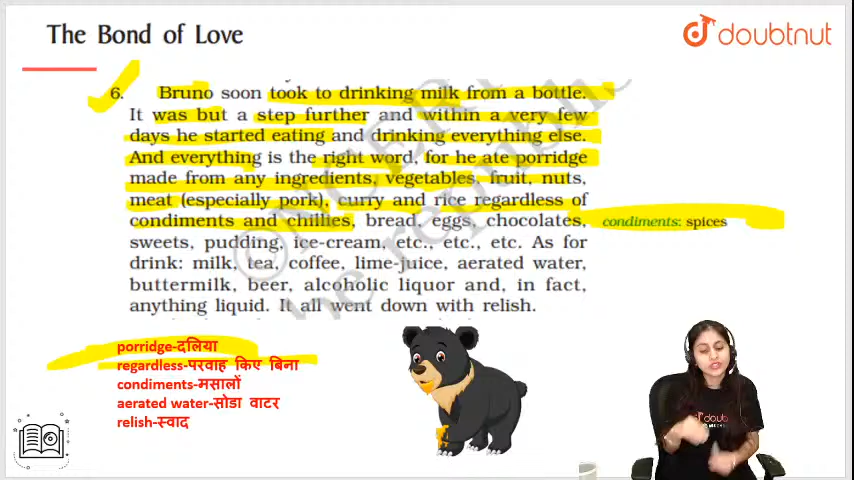 The Bond of Love
doubtnut
6. Bruno soon took to drinking milk from a bottle.
It was but a step further and within a very few
days he started eating and drinking everything else.
And everything is the right word, for he ate porridge
made from any ingredients, vegetables, fruit, nuts,
meat (especially pork), curry and rice regardless of
condiments and chillies, bread, eggs, chocolates,
condiments: spices
sweets, pudding, ice-cream, etc., etc., etc. As for
drink: milk, tea, coffee, lime-juice, aerated water,
buttermilk, beer, alcoholic liquor and, in fact,
anything liquid. It all went down with relish.
porridge-दलिया
regardless-परवाह किए बिना
condiments-मसालों
aerated water-सोडा वाटर
relish-स्वाद
doub